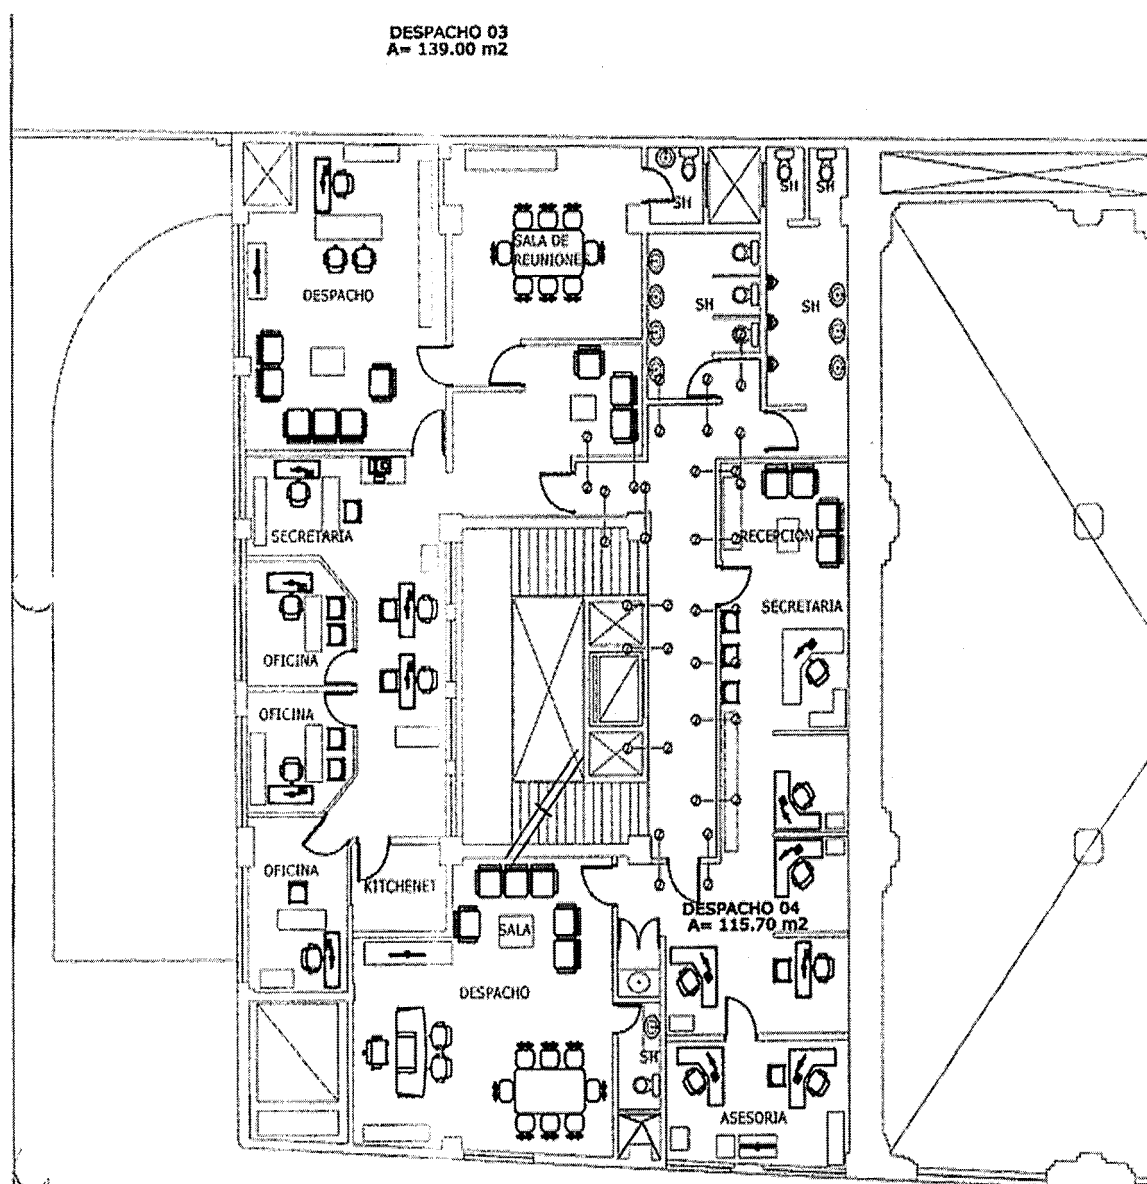 DESPACHO 03
A= 139.00 m2
SH
SH
SH
SALA DE
REUNIONES
DESPACHO
SH
SH
SECRETARIA
RECEPCION
SECRETARIA
OFICINA
OFICINA
OFICINA
KITCHENET
DESPACHO 04
A= 115.70 m2
SALA
DESPACHO
SH
ASESORIA